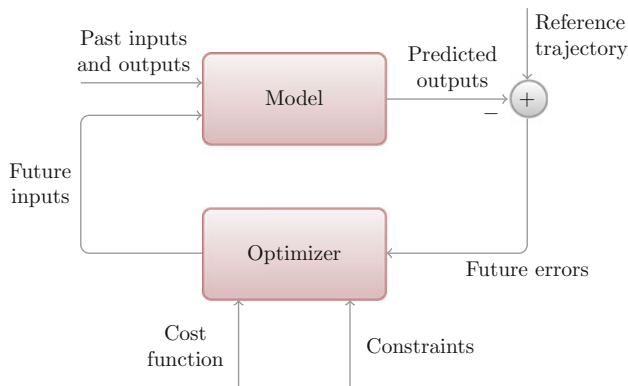 Past inputs
and outputs
Model
Predicted
outputs
Reference
trajectory
+
−
Future
inputs
Optimizer
Future errors
Cost
function
Constraints